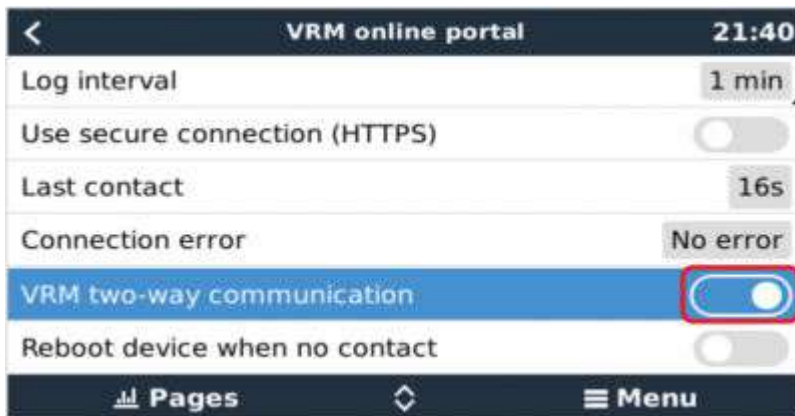 VRM online portal 21:40
Log interval 1 min
Use secure connection (HTTPS)
Last contact 16s
Connection error No error
VRM two-way communication
Reboot device when no contact
Pages Menu